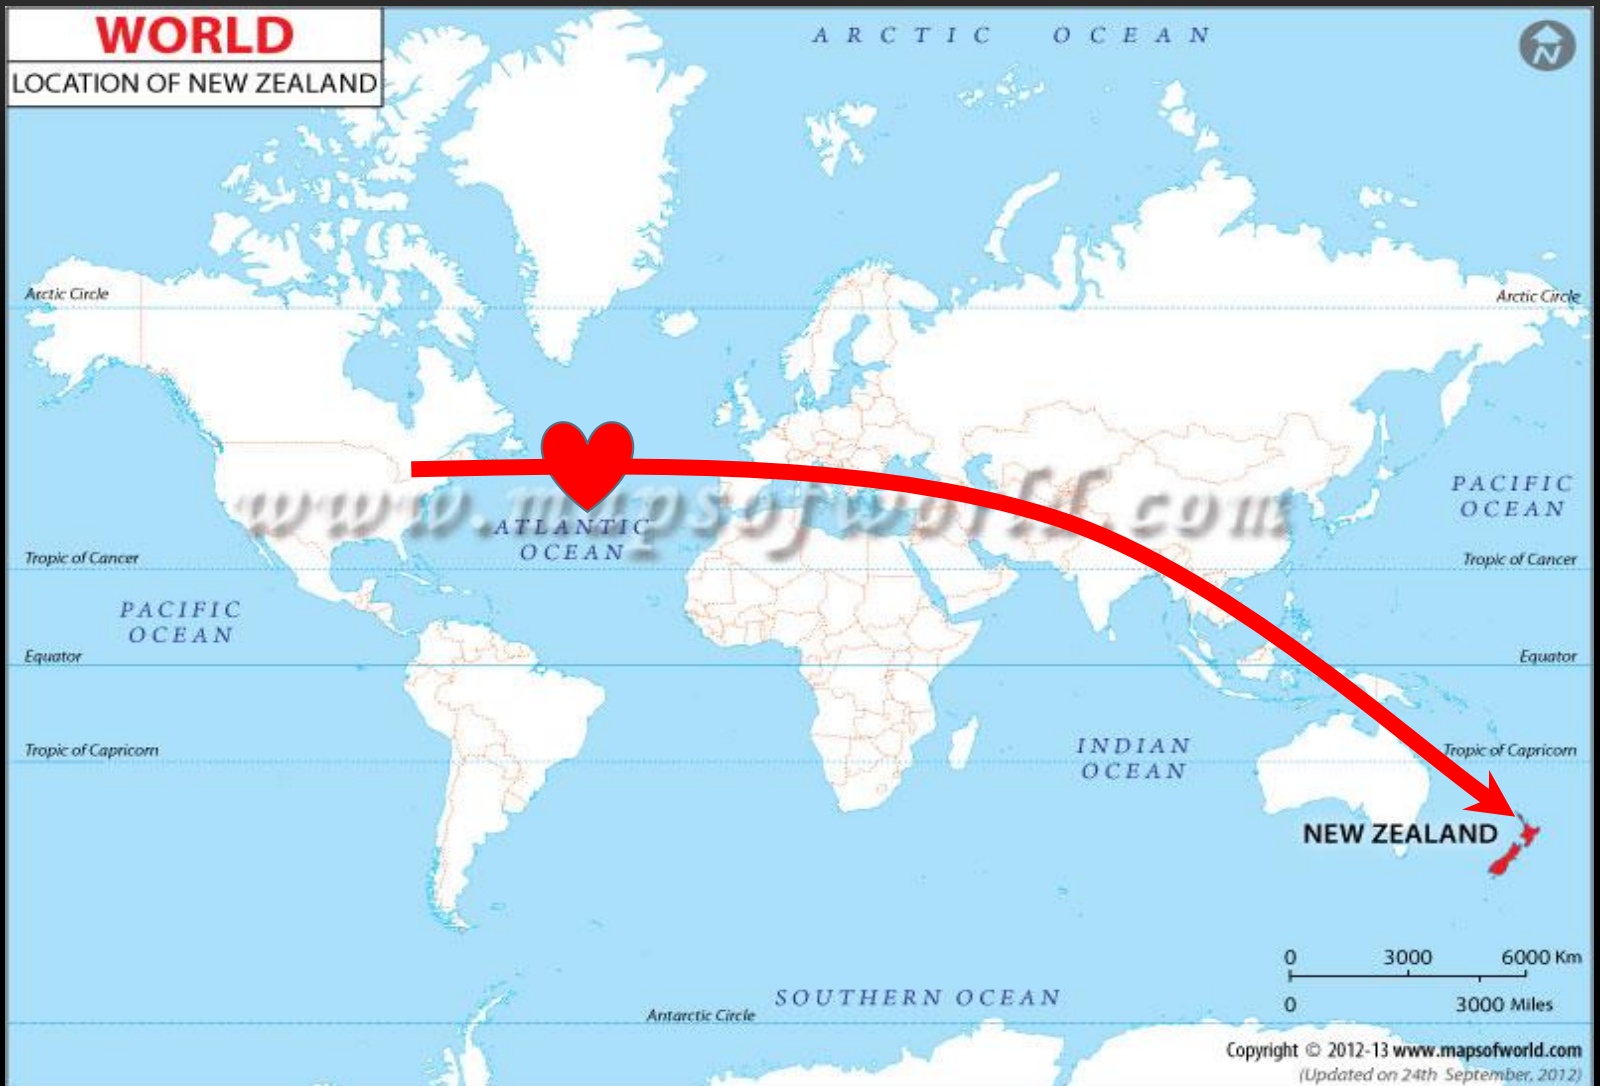 WORLD
LOCATION OF NEW ZEALAND
ARCTIC OCEAN
N
Arctic Circle
Arctic Circle
www.mapsofworld.com
PACIFIC
OCEAN
ATLANTIC
OCEAN
Tropic of Cancer
Tropic of Cancer
PACIFIC
OCEAN
Equator
Equator
Tropic of Capricorn
INDIAN
OCEAN
Tropic of Capricorn
NEW ZEALAND
0 3000 6000 Km
0 3000 Miles
SOUTHERN OCEAN
Antarctic Circle
Copyright © 2012-13 www.mapsofworld.com
(Updated on 24th September, 2012)